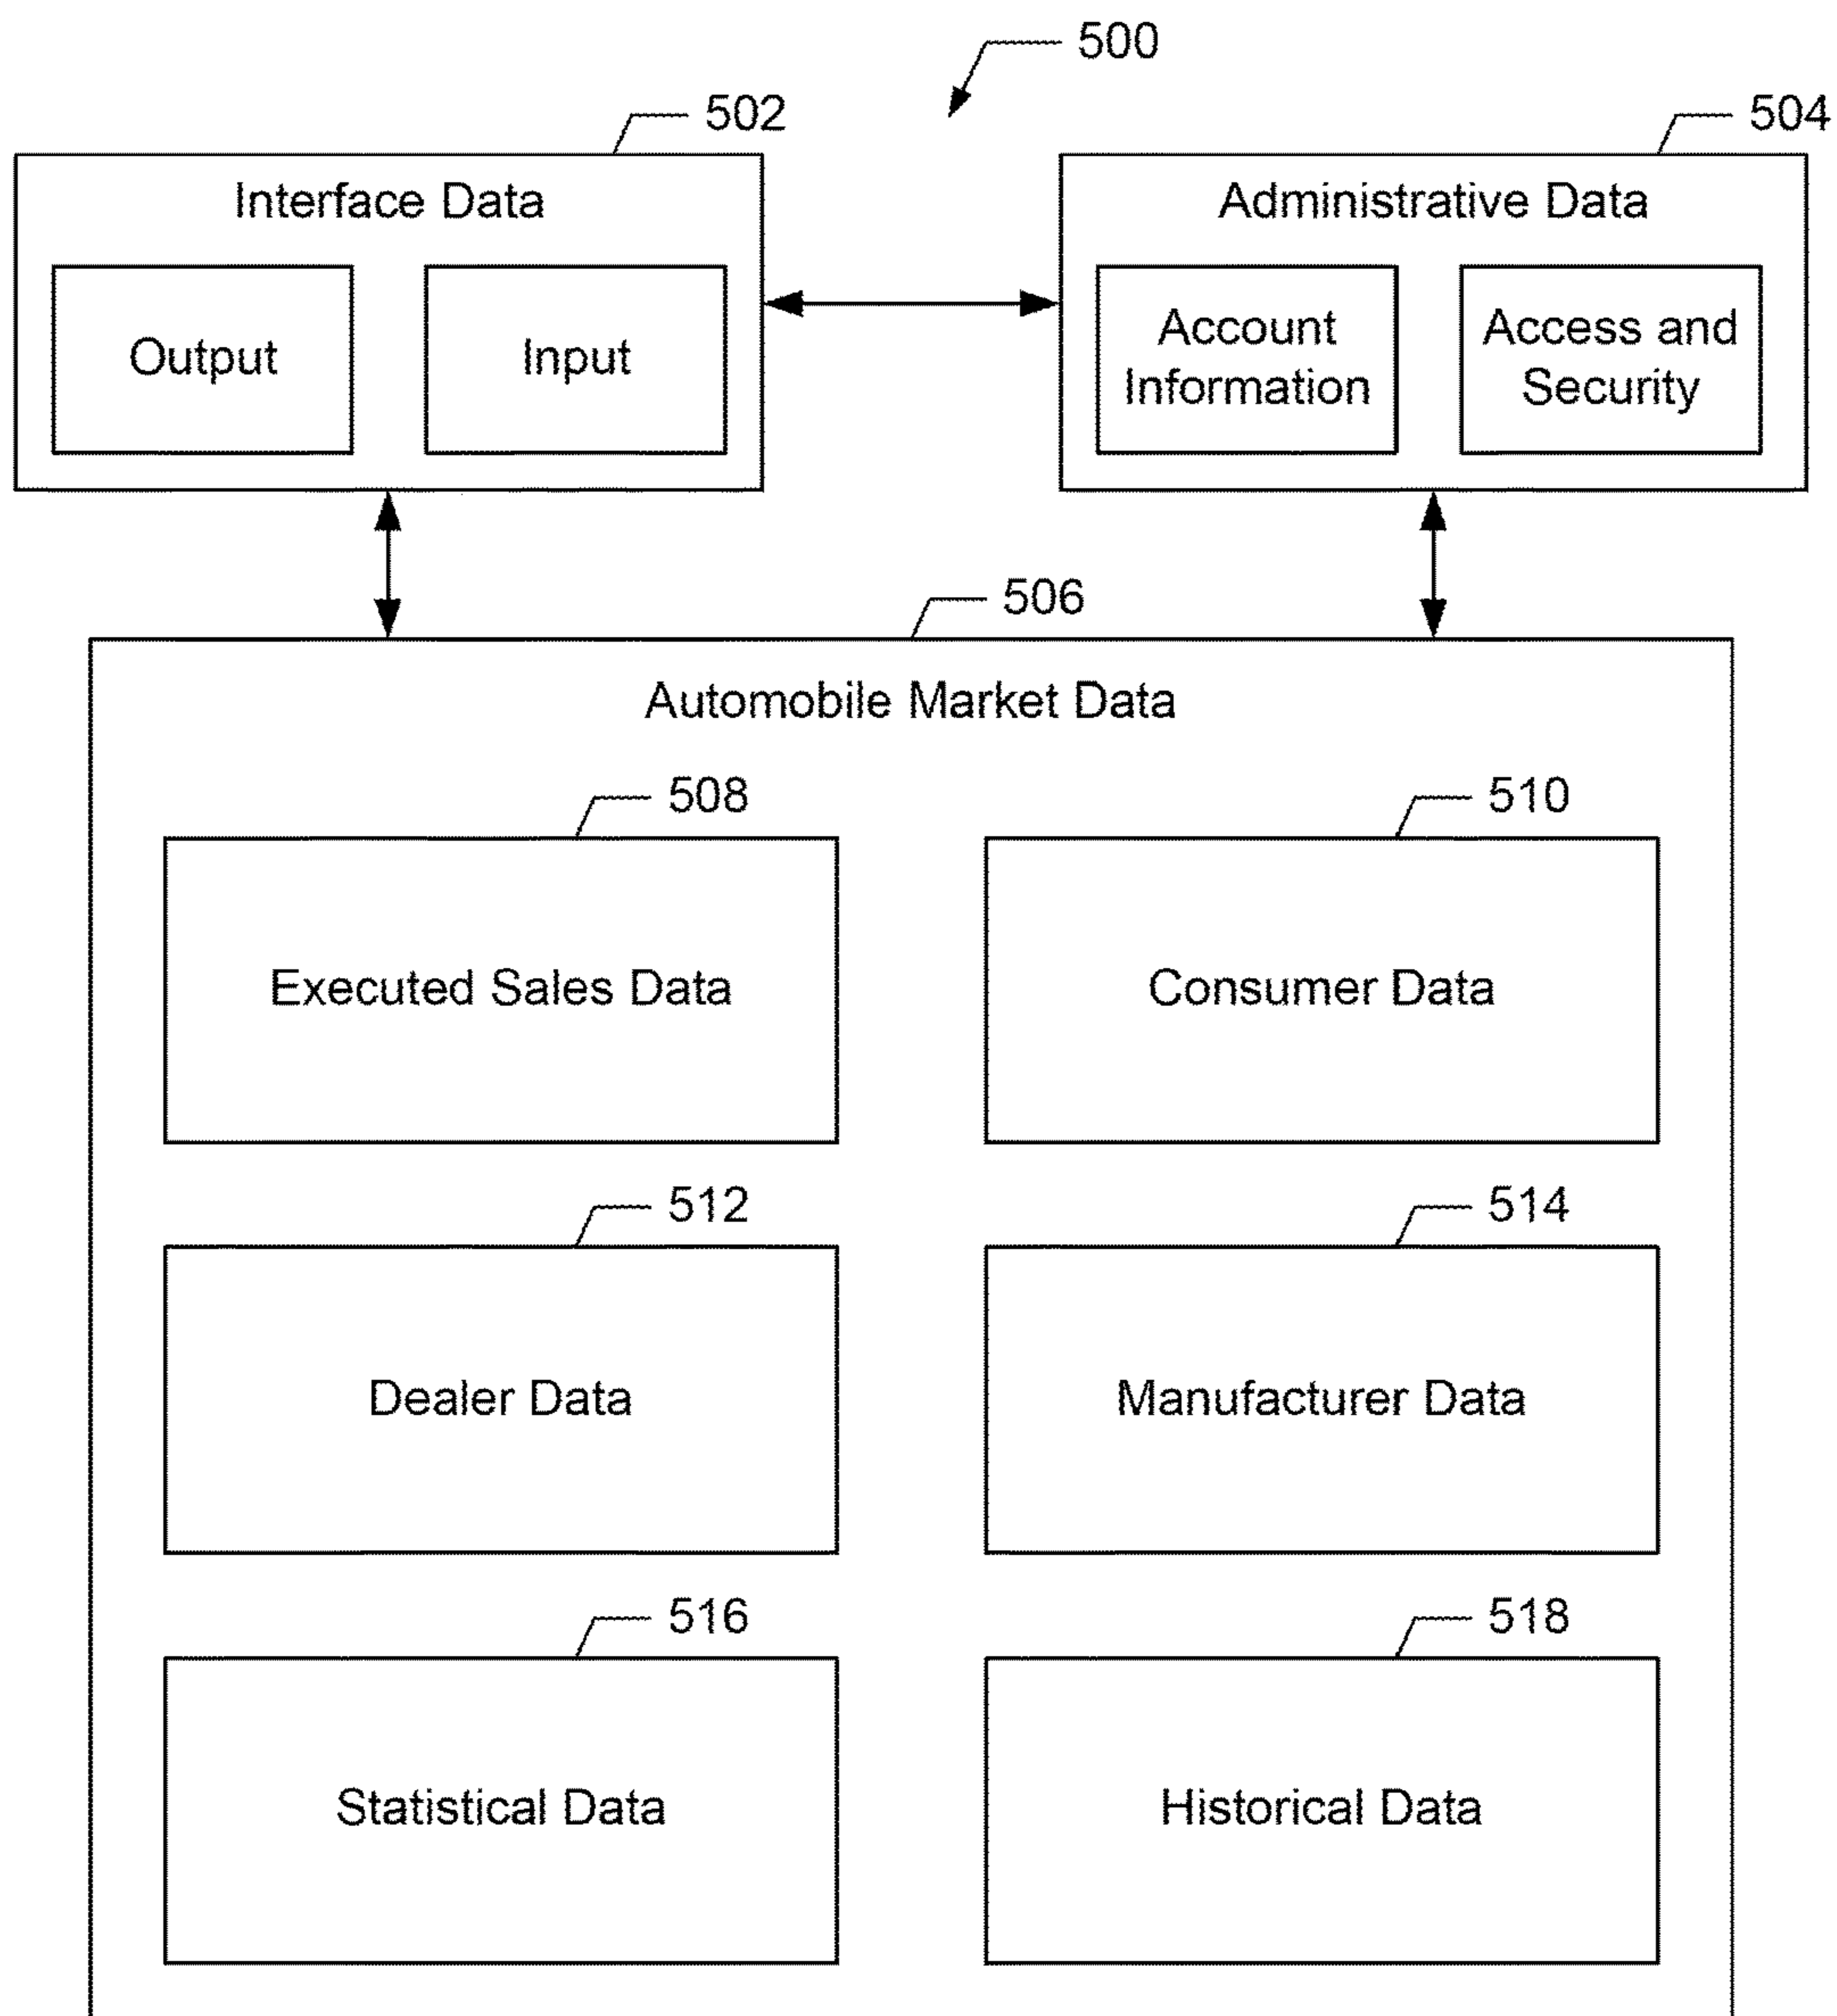 500
502
504
Interface Data
Administrative Data
Output
Input
Account
Information
Access and
Security
506
Automobile Market Data
508
510
Executed Sales Data
Consumer Data
512
514
Dealer Data
Manufacturer Data
516
518
Statistical Data
Historical Data